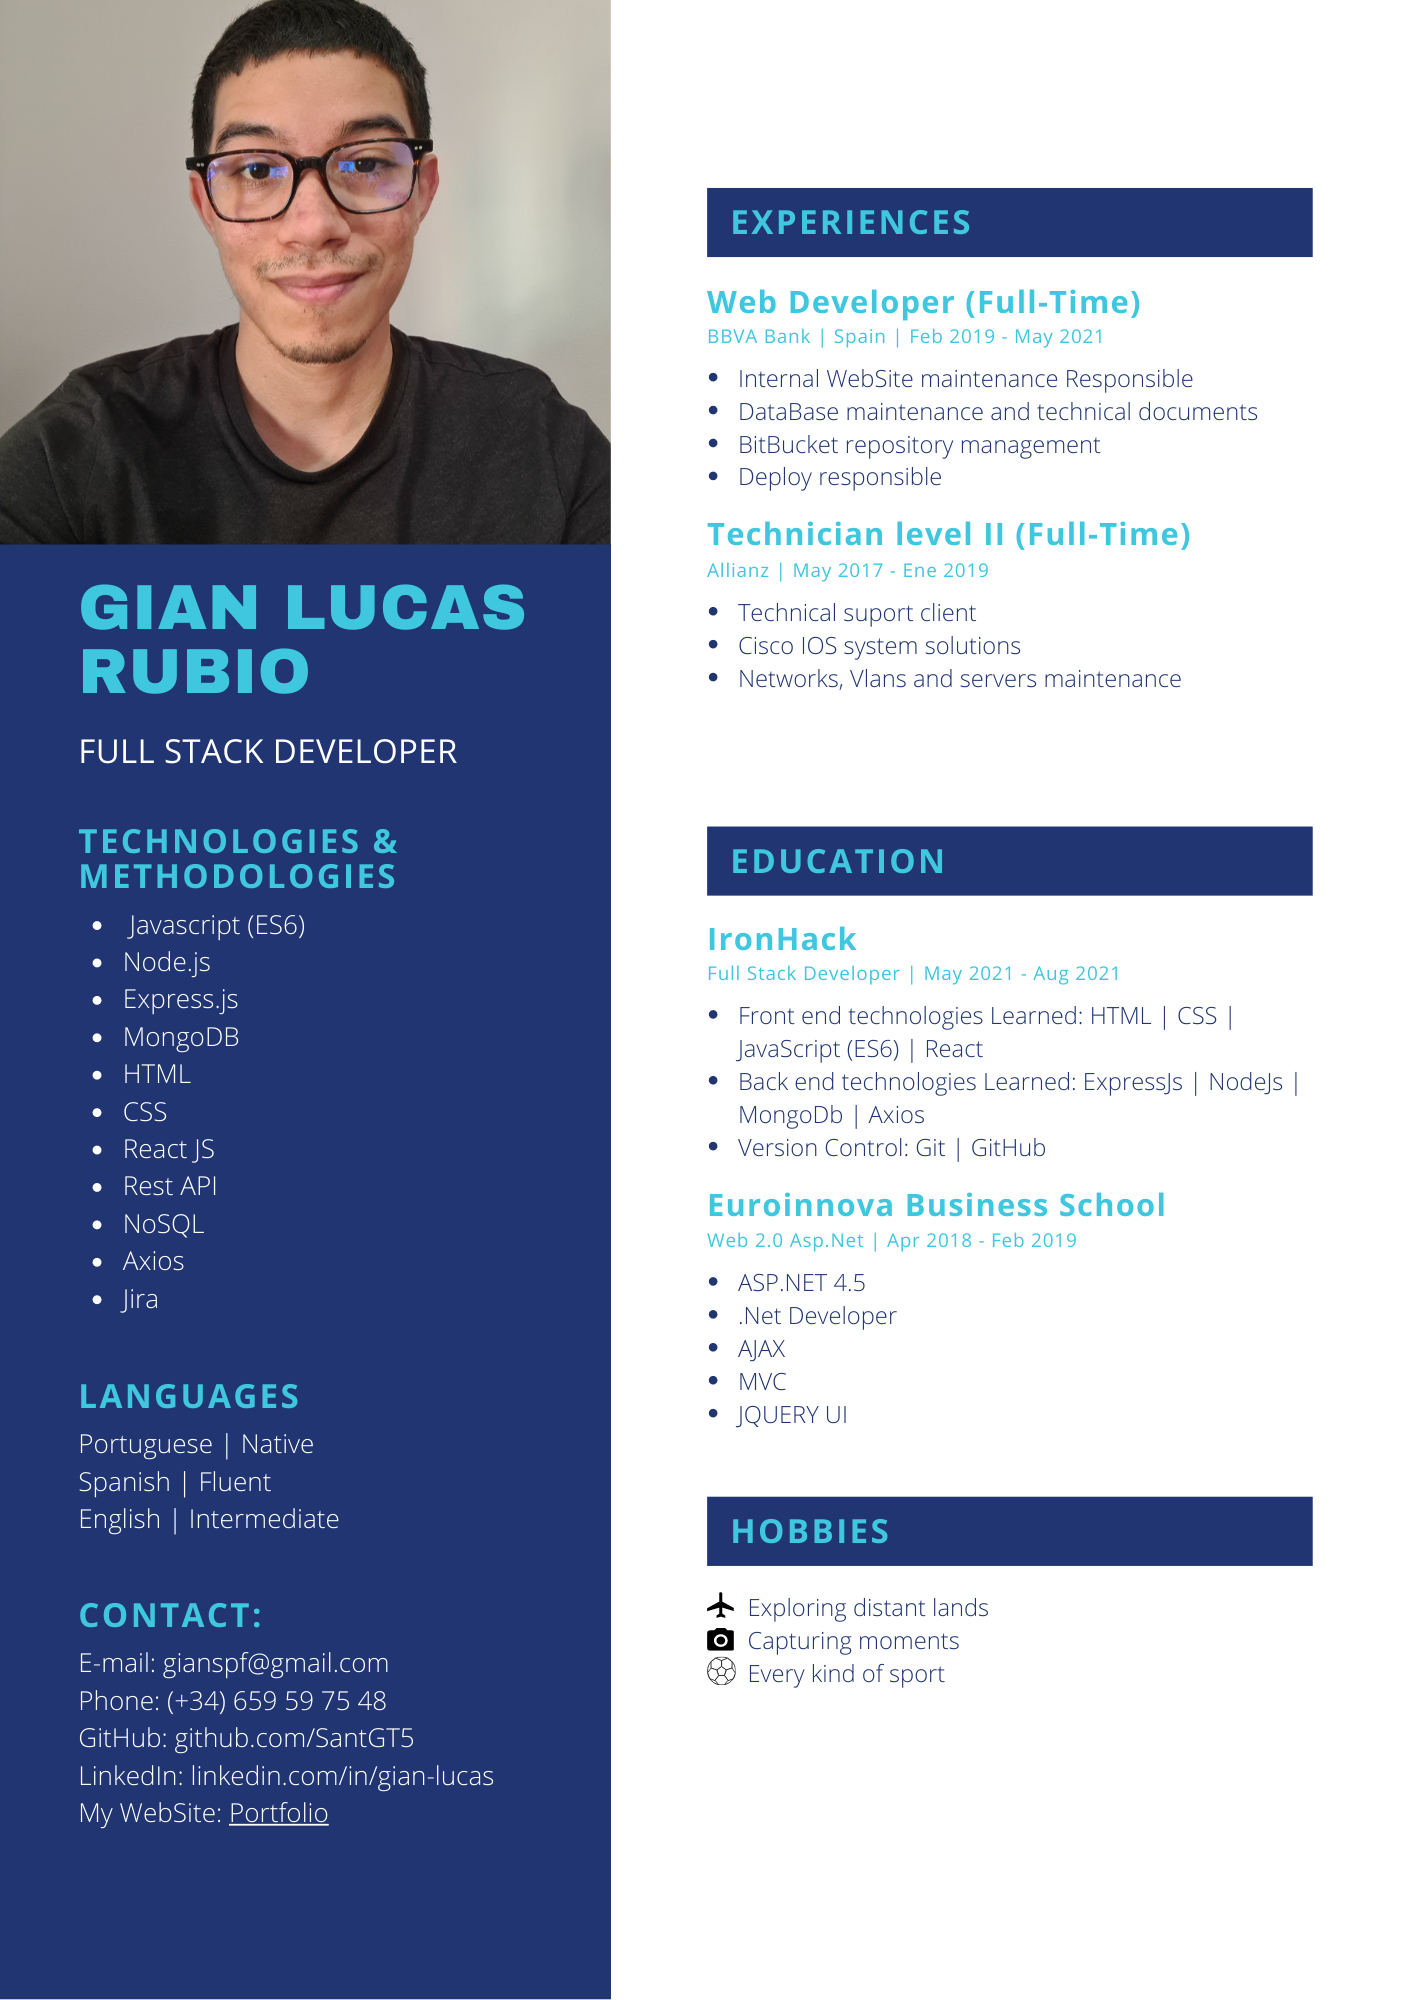 GIAN LUCAS
RUBIO
FULL STACK DEVELOPER
TECHNOLOGIES &
METHODOLOGIES
• Javascript (ES6)
• Node.js
• Express.js
• MongoDB
• HTML
• CSS
• React JS
• Rest API
• NoSQL
• Axios
• Jira
LANGUAGES
Portuguese | Native
Spanish | Fluent
English | Intermediate
CONTACT:
E-mail: gianspf@gmail.com
Phone: (+34) 659 59 75 48
GitHub: github.com/SantGT5
LinkedIn: linkedin.com/in/gian-lucas
My WebSite: Portfolio
EXPERIENCES
Web Developer (Full-Time)
BBVA Bank | Spain | Feb 2019 - May 2021
• Internal WebSite maintenance Responsible
• DataBase maintenance and technical documents
• BitBucket repository management
• Deploy responsible
Technician level II (Full-Time)
Allianz | May 2017 - Ene 2019
• Technical suport client
• Cisco IOS system solutions
• Networks, Vlans and servers maintenance
EDUCATION
IronHack
Full Stack Developer | May 2021 - Aug 2021
• Front end technologies Learned: HTML | CSS |
JavaScript (ES6) | React
• Back end technologies Learned: ExpressJs | NodeJs |
MongoDb | Axios
• Version Control: Git | GitHub
Euroinnova Business School
Web 2.0 Asp.Net | Apr 2018 - Feb 2019
• ASP.NET 4.5
• .Net Developer
• AJAX
• MVC
• JQUERY UI
HOBBIES
Exploring distant lands
Capturing moments
Every kind of sport